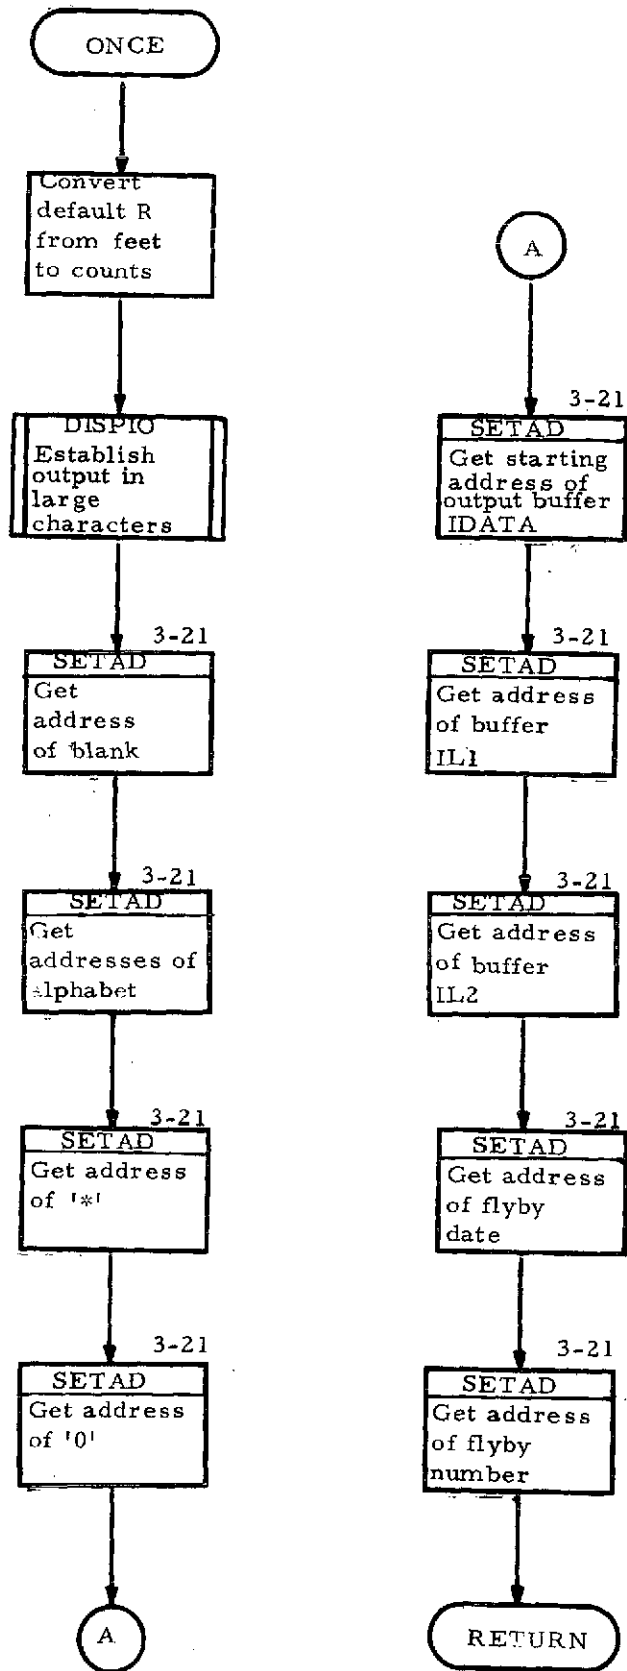 ONCE
Convert
default R
from feet
to counts
DISPIO
Establish
output in
large
characters
3-21
SETAD
Get
address
of blank
3-21
SETAD
Get
addresses of
alphabet
3-21
SETAD
Get address
of '*'
3-21
SETAD
Get address
of '0'
A
A
3-21
SETAD
Get starting
address of
output buffer
IDATA
3-21
SETAD
Get address
of buffer
IL1
3-21
SETAD
Get address
of buffer
IL2
3-21
SETAD
Get address
of flyby
date
3-21
SETAD
Get address
of flyby
number
RETURN